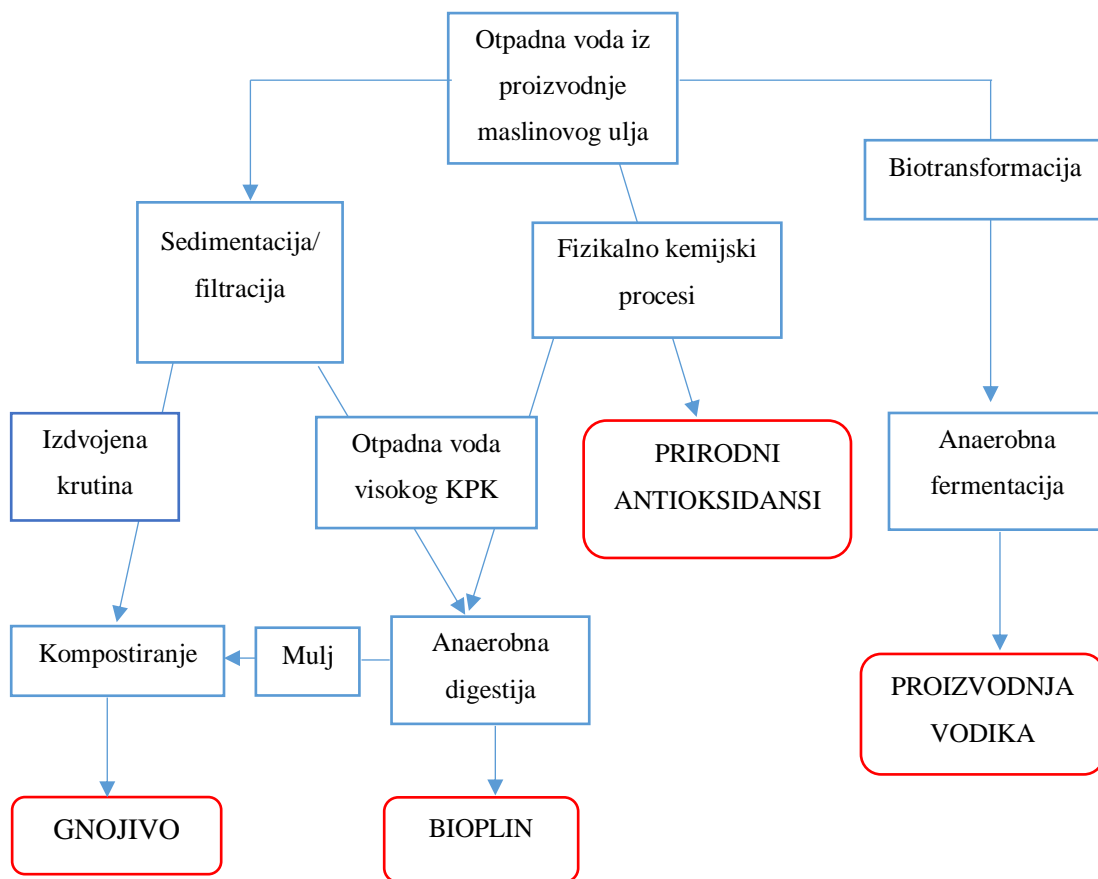 Otpadna voda iz
proizvodnje
maslinovog ulja
Biotransformacija
Sedimentacija/
filtracija
Fizikalno kemijski
procesi
Izdvojena
krutina
Otpadna voda
visokog KPK
PRIRODNI
ANTIOKSIDANSI
Anaerobna
fermentacija
Kompostiranje
Mulj
Anaerobna
digestija
PROIZVODNJA
VODIKA
GNOJIVO
BIOPLIN